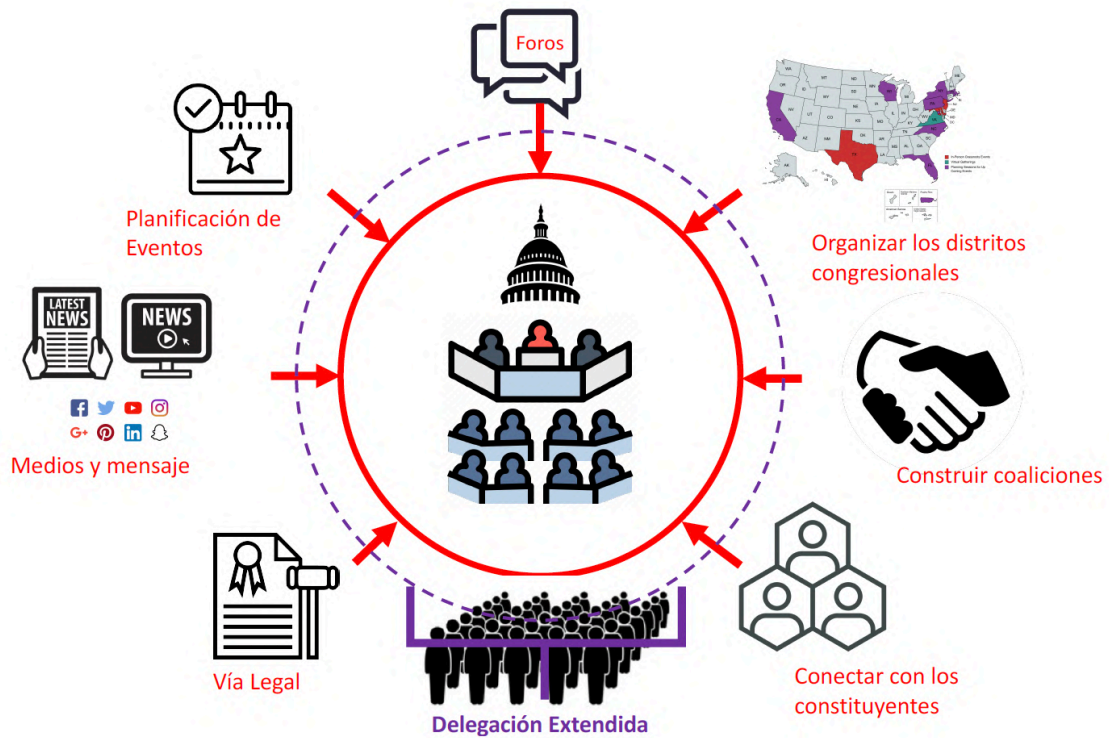 Foros
Planificación de
Eventos
Organizar los distritos
congresionales
LATEST
NEWS
NEWS
Medios y mensaje
Construir coaliciones
Vía Legal
Conectar con los
constituyentes
Delegación Extendida